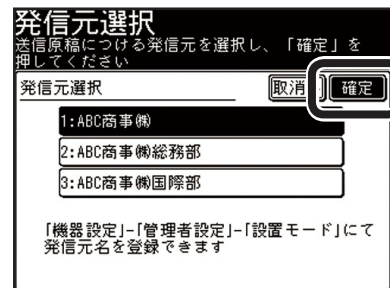 発信元選択
送信原稿につける発信元を選択し、「確定」を
押してください
発信元選択
取消
確定
1:ABC商事㈱
2:ABC商事㈱総務部
3:ABC商事㈱国際部
「機器設定」-「管理者設定」-「設置モード」にて
発信元名を登録できます